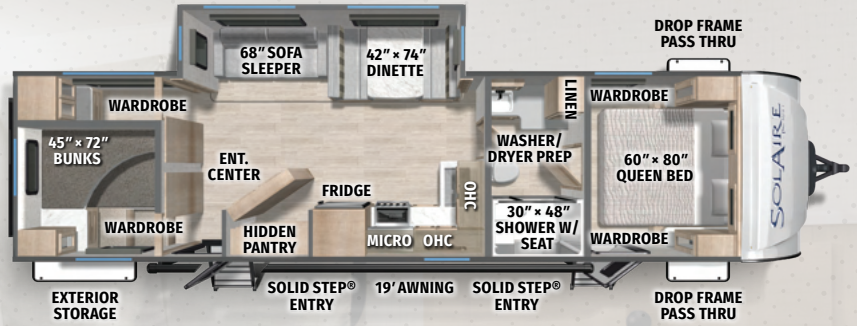 DROP FRAME
PASS THRU
68" SOFA
SLEEPER
42" × 74"
DINETTE
WARDROBE
LINEN
WARDROBE
45" × 72"
BUNKS
WASHER/
DRYER PREP
60" × 80"
QUEEN BED
SOLAIRE
ENT.
CENTER
FRIDGE
OHC
WARDROBE
HIDDEN
PANTRY
MICRO
OHC
30" × 48"
SHOWER W/
SEAT
WARDROBE
EXTERIOR
STORAGE
SOLID STEP®
ENTRY
19' AWNING
SOLID STEP®
ENTRY
DROP FRAME
PASS THRU